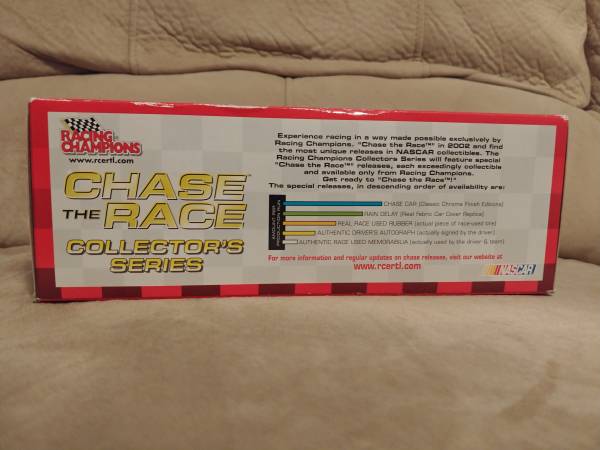 RACING
CHAMPIONS
www.rcertl.com
CHASE™
THE RACE
COLLECTOR'S
SERIES
Experience racing in a way made possible exclusively by
Racing Champions. "Chase the Race™" in 2002 and find
the most unique releases in NASCAR collectibles. The
Racing Champions Collectors Series will feature special
"Chase the Race™" releases, each exceedingly collectible
and available only from Racing Champions.
Get ready to "Chase the Race™!"
The special releases, in descending order of availability are:
CHASE CAR (Classic Chrome Finish Editions)
RAIN DELAY (Real Fabric Car Cover Replica)
REAL RACE USED RUBBER (actual piece of race-used tire)
AUTHENTIC DRIVER'S AUTOGRAPH (actually signed by the driver)
AUTHENTIC RACE USED MEMORABILIA (actually used by the driver & team)
For more information and regular updates on chase releases, visit our website at
www.rcertl.com
NASCAR